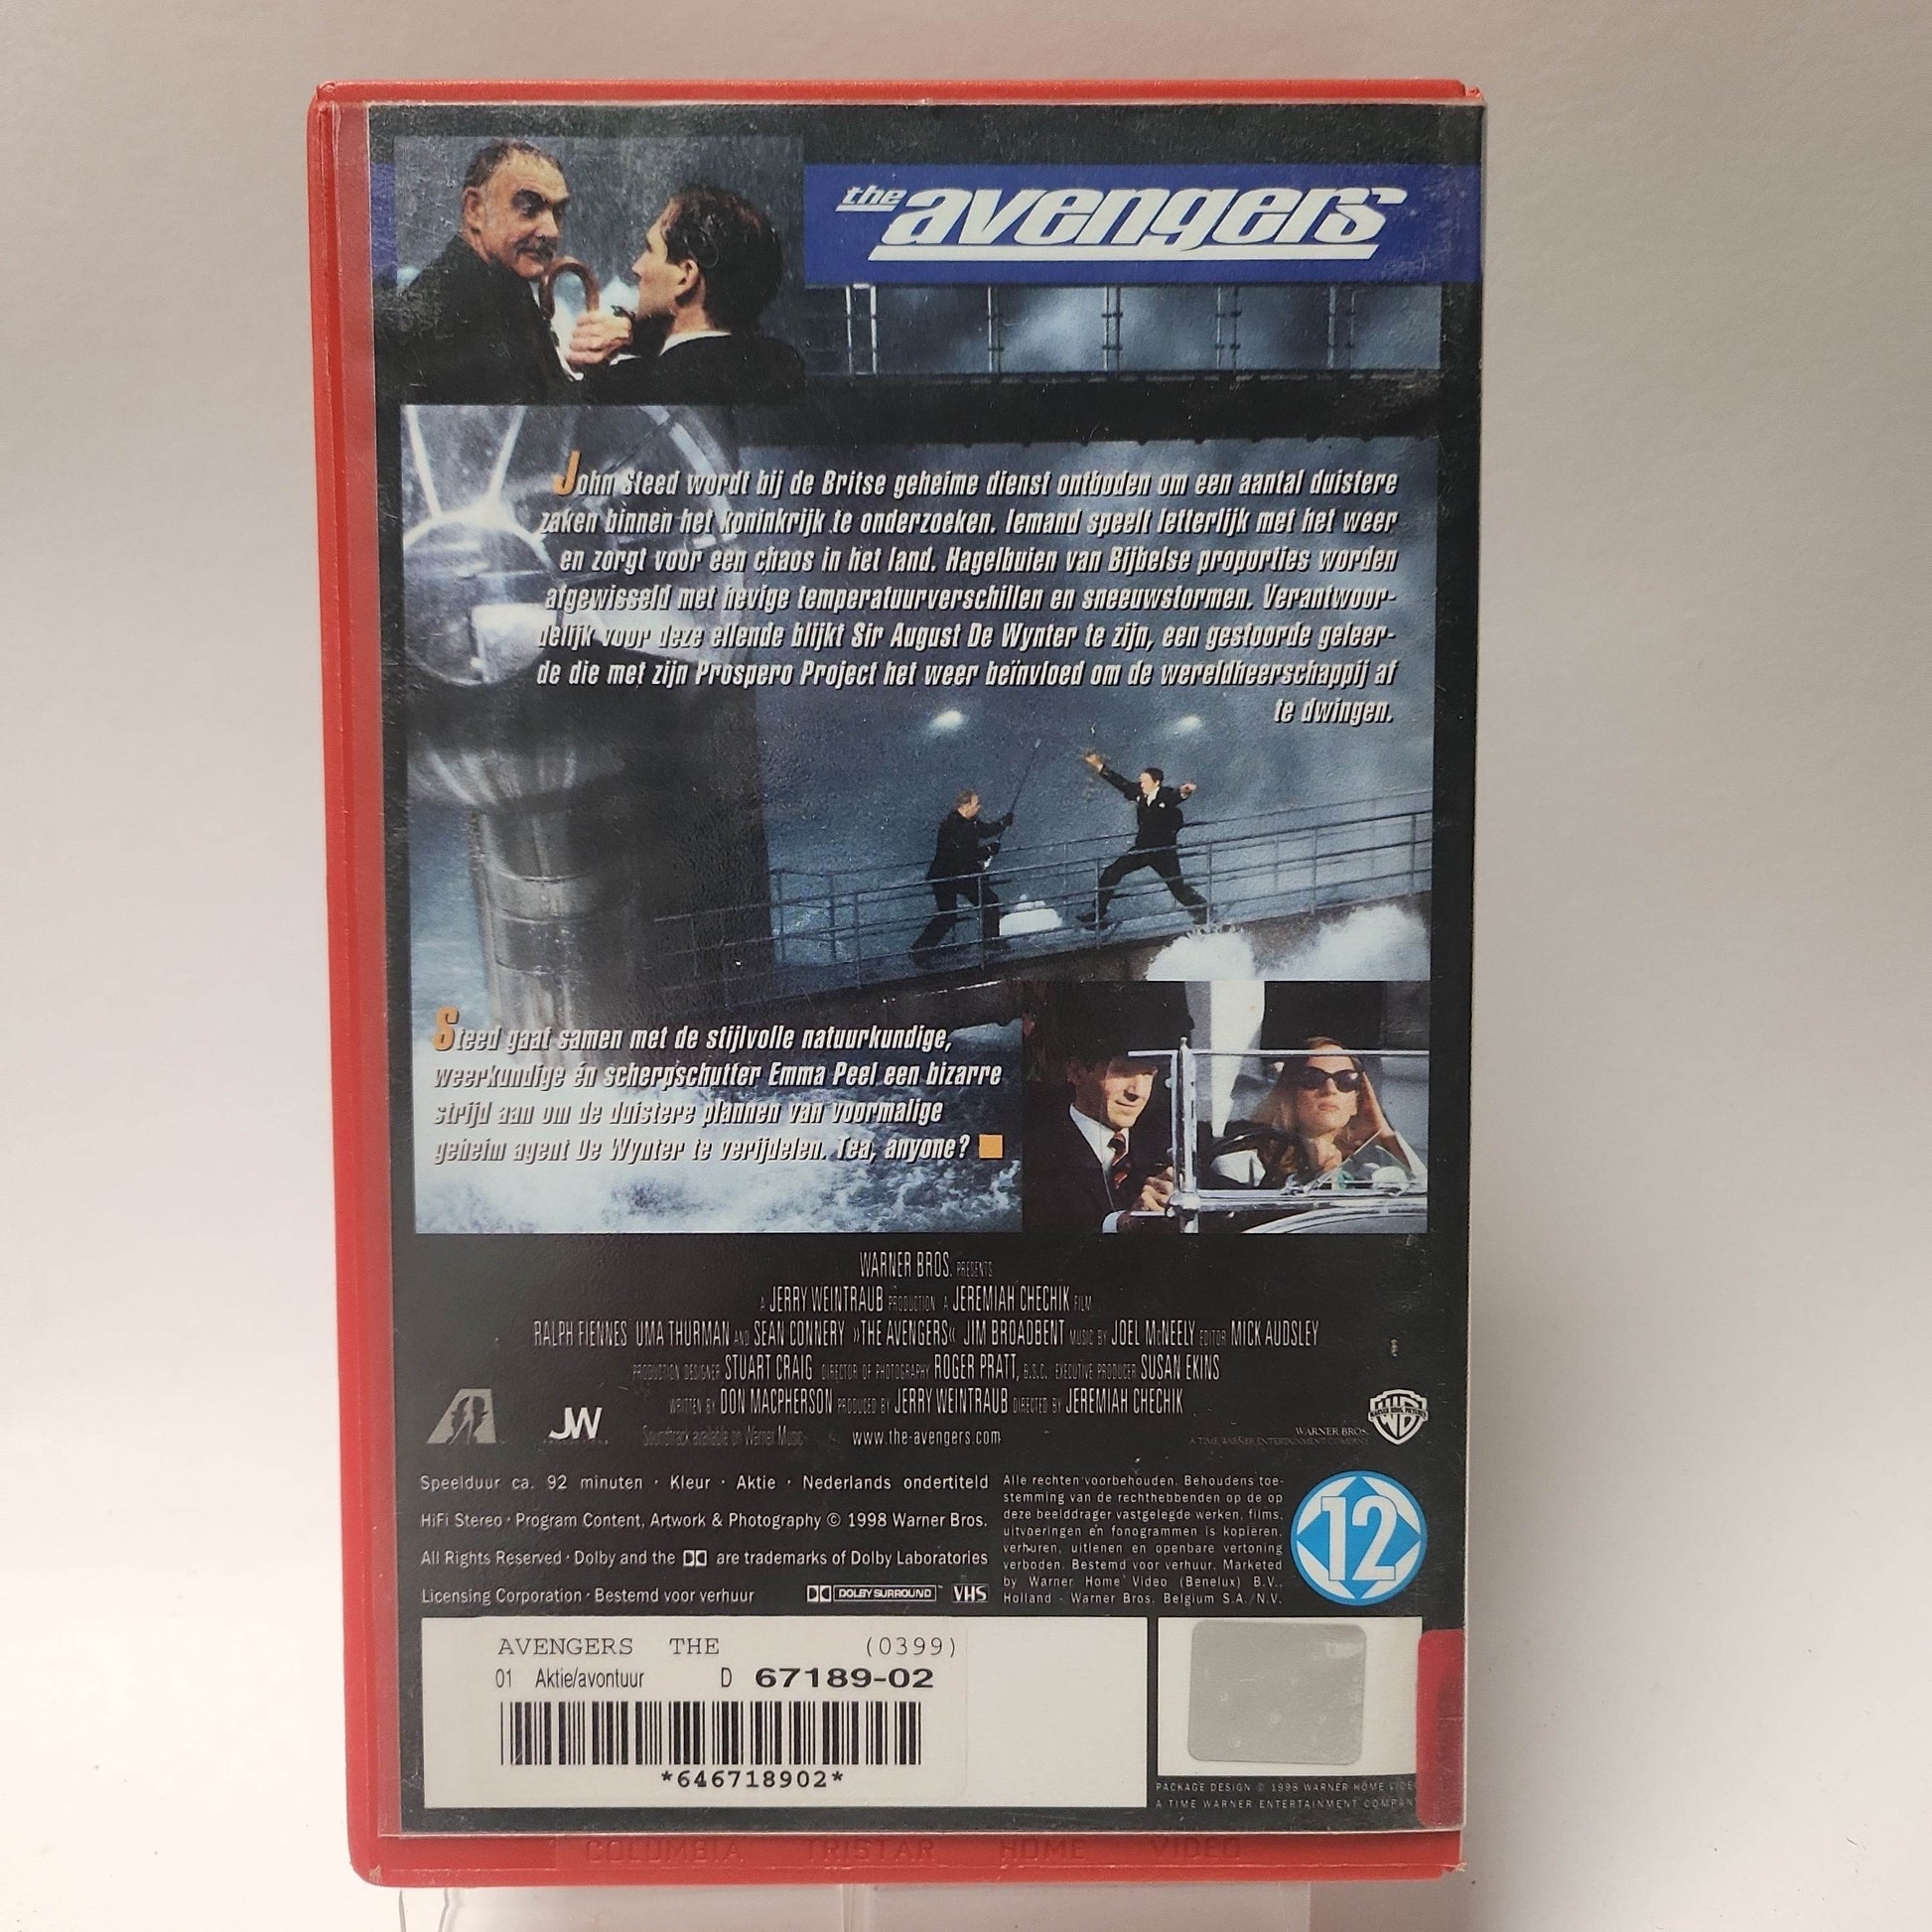 the avengers
John Steed wordt bij de Britse geheime dienst ontboden om een aantal duistere
zaken binnen het koninkrijk te onderzoeken. Iemand speelt letterlijk met het weer
en zorgt voor een chaos in het land. Hagelbuien van Bijbelse proporties worden
afgewisseld met hevige temperatuurverschillen en sneeuwstormen. Verantwoor-
delijk voor deze ellende blijkt Sir August De Wynter te zijn, een gestoorde geleer-
de die met zijn Prospero Project het weer beïnvloed om de wereldheerschappij af
te dwingen.
Steed gaat samen met de stijlvolle natuurkundige,
weerkundige én scherpschutter Emma Peel een bizarre
strijd aan om de duistere plannen van voormalige
geheim agent De Wynter te verijdelen. Tea, anyone?
WARNER BROS. PRESENTS
A JERRY WEINTRAUB PRODUCTION A JEREMIAH CHECHIK FILM
RALPH FIENNES UMA THURMAN AND SEAN CONNERY »THE AVENGERS« JIM BROADBENT MUSIC BY JOEL McNEELY EDITOR MICK AUDSLEY
PRODUCTION DESIGNER STUART CRAIG DIRECTOR OF PHOTOGRAPHY ROGER PRATT, B.S.C. EXECUTIVE PRODUCER SUSAN EKINS
WRITTEN BY DON MACPHERSON PRODUCED BY JERRY WEINTRAUB DIRECTED BY JEREMIAH CHECHIK
JW
Soundtrack available on Warner Music
www.the-avengers.com
WARNER BROS.
A TIME WARNER ENTERTAINMENT COMPANY
WB
WARNER BROS. PICTURES
Speelduur ca. 92 minuten · Kleur · Aktie · Nederlands ondertiteld
HiFi Stereo · Program Content, Artwork & Photography © 1998 Warner Bros.
All Rights Reserved · Dolby and the are trademarks of Dolby Laboratories
Licensing Corporation · Bestemd voor verhuur
DOLBY SURROUND™ VHS
Alle rechten voorbehouden. Behoudens toe-
stemming van de rechthebbenden op de op
deze beelddrager vastgelegde werken, films,
uitvoeringen en fonogrammen is kopieren,
verhuren, uitlenen en openbare vertoning
verboden. Bestemd voor verhuur. Marketed
by Warner Home Video (Benelux) B.V.,
Holland - Warner Bros. Belgium S.A./N.V.
12
AVENGERS THE (0399)
01 Aktie/avontuur D 67189-02
*646718902*
PACKAGE DESIGN © 1998 WARNER HOME VIDEO
A TIME WARNER ENTERTAINMENT COMPANY
COLUMBIA TRISTAR HOME VIDEO